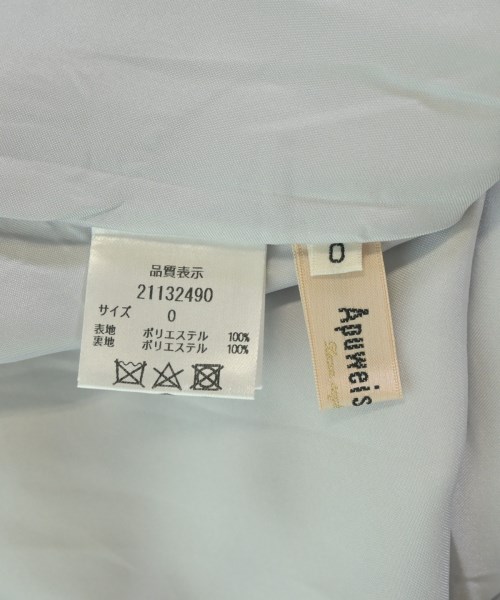 品質表示
21132490
サイズ 0
表地 ポリエステル 100%
裏地 ポリエステル 100%
0
Apuweis